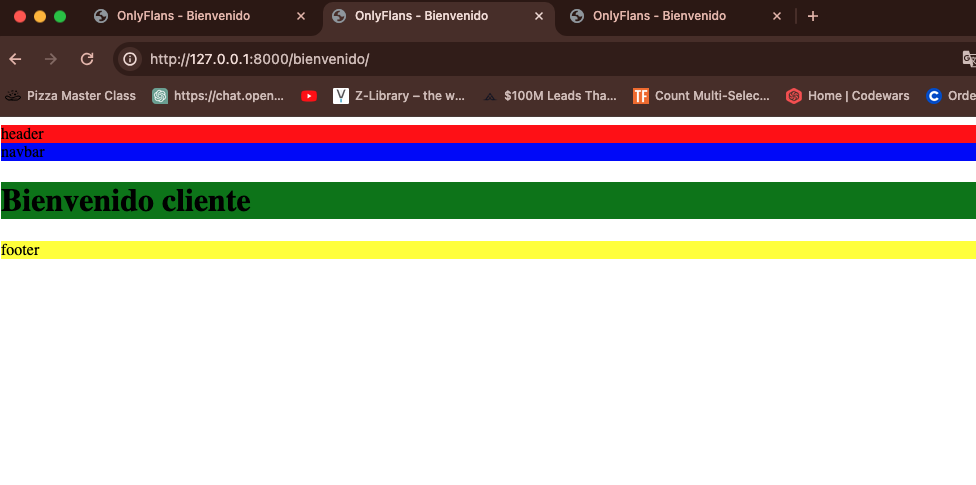 OnlyFlans - Bienvenido OnlyFlans - Bienvenido OnlyFlans - Bienvenido
http://127.0.0.1:8000/bienvenido/
Pizza Master Class https://chat.open... Z-Library – the w... $100M Leads Tha... TF Count Multi-Selec... Home | Codewars Orde
header
navbar
Bienvenido cliente
footer